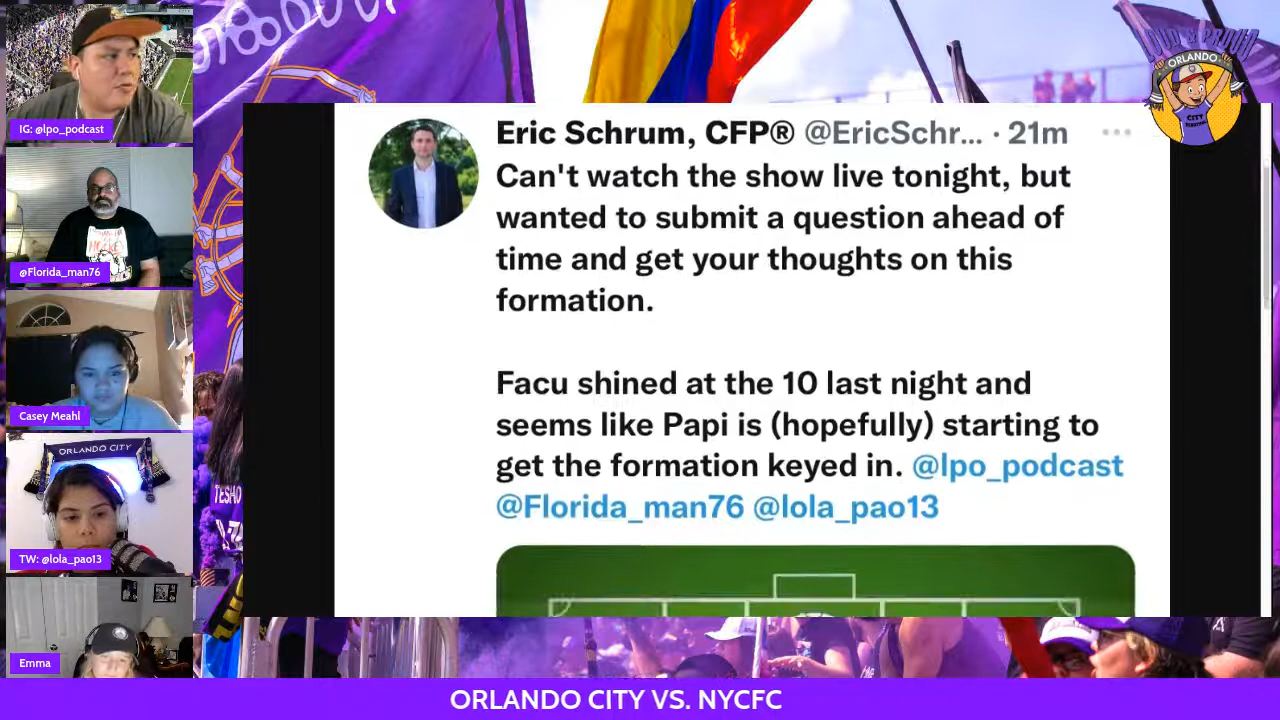 IG: @lpo_podcast
@Florida_man76
Casey Meahl
ORLANDO CITY
TW: @lola_pao13
Emma
Eric Schrum, CFP® @EricSchr... · 21m
Can't watch the show live tonight, but
wanted to submit a question ahead of
time and get your thoughts on this
formation.
Facu shined at the 10 last night and
seems like Papi is (hopefully) starting to
get the formation keyed in. @lpo_podcast
@Florida_man76 @lola_pao13
LOUD & PROUD
ORLANDO
CITY
ORLANDO CITY VS. NYCFC